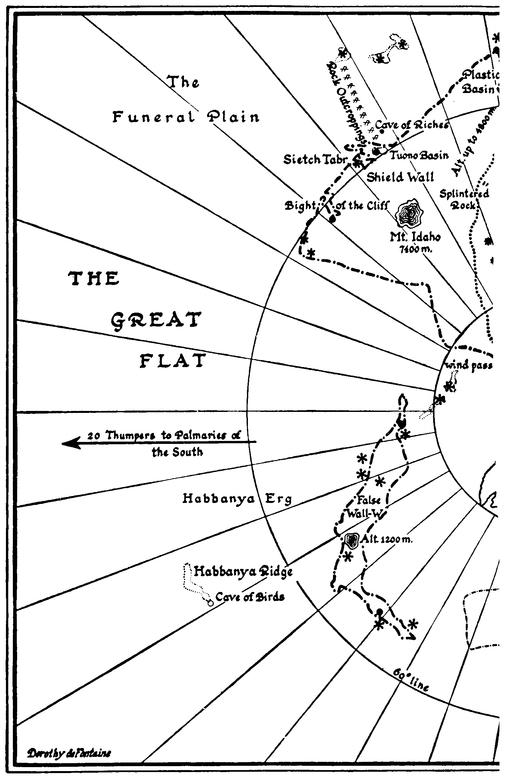 The
Funeral Plain
Rock Outcroppings
Plastic
Basin
Cave of Riches
Alt. up to 4800m
Sietch Tabr
Tuono Basin
Shield Wall
Splintered
Rock
Bight of the Cliff
Mt. Idaho
7400 m.
THE
GREAT
FLAT
wind pass
20 Thumpers to Palmaries of
the South
Habbanya Erg
False
Wall-W
Alt. 1200 m.
Habbanya Ridge
Cave of Birds
60° line
Dorothy de Fontaine